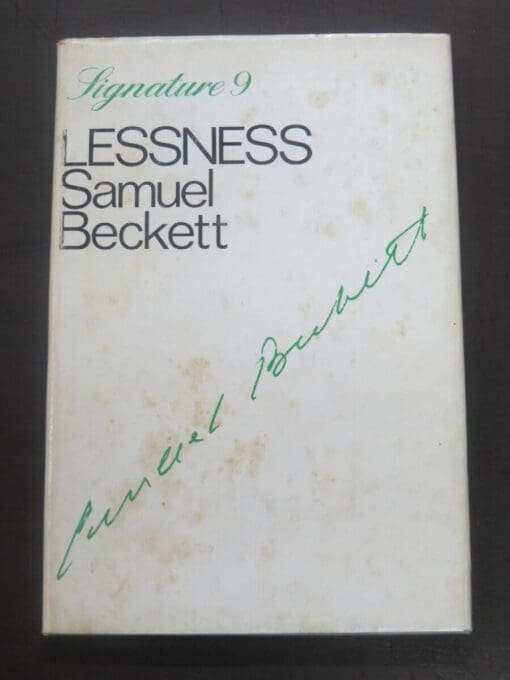 Signature 9
LESSNESS
Samuel
Beckett
Samuel Beckett